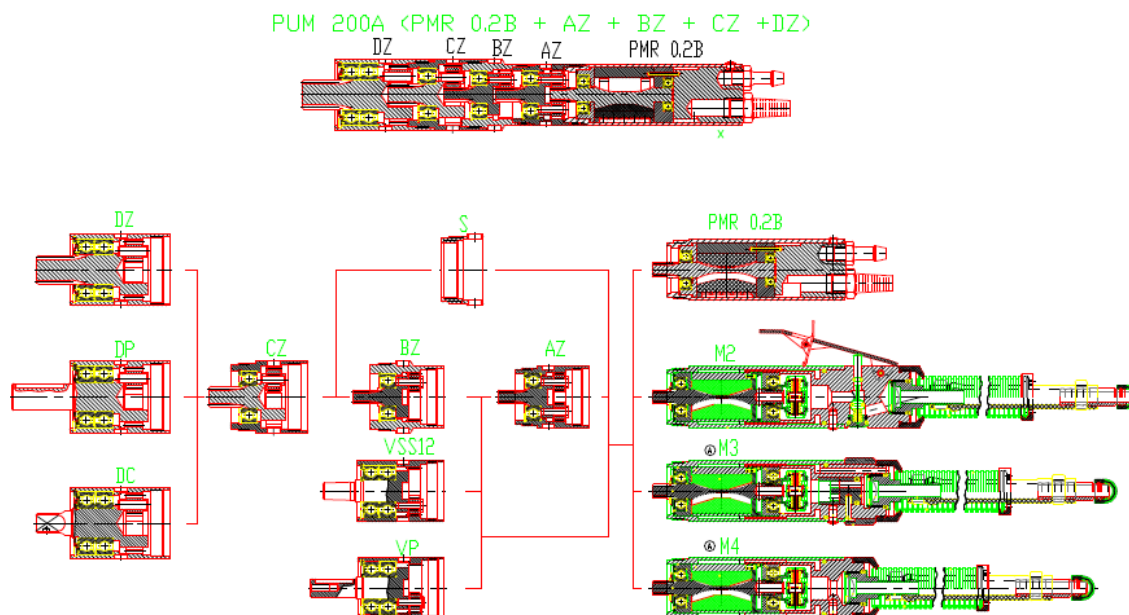 PUM 200A (PMR 0.2B + AZ + BZ + CZ +DZ)
DZ CZ BZ AZ PMR 0.2B
x
DZ S PMR 0.2B
DP CZ BZ AZ M2
DC VSS12 Ⓐ M3
VP Ⓐ M4